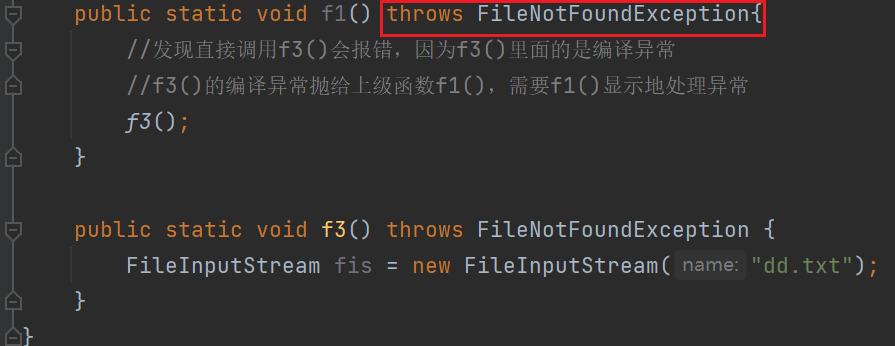 public static void f1() throws FileNotFoundException{
//发现直接调用f3()会报错，因为f3()里面的是编译异常
//f3()的编译异常抛给上级函数f1()，需要f1()显示地处理异常
f3();
}
public static void f3() throws FileNotFoundException {
FileInputStream fis = new FileInputStream( name: "dd.txt");
}
}